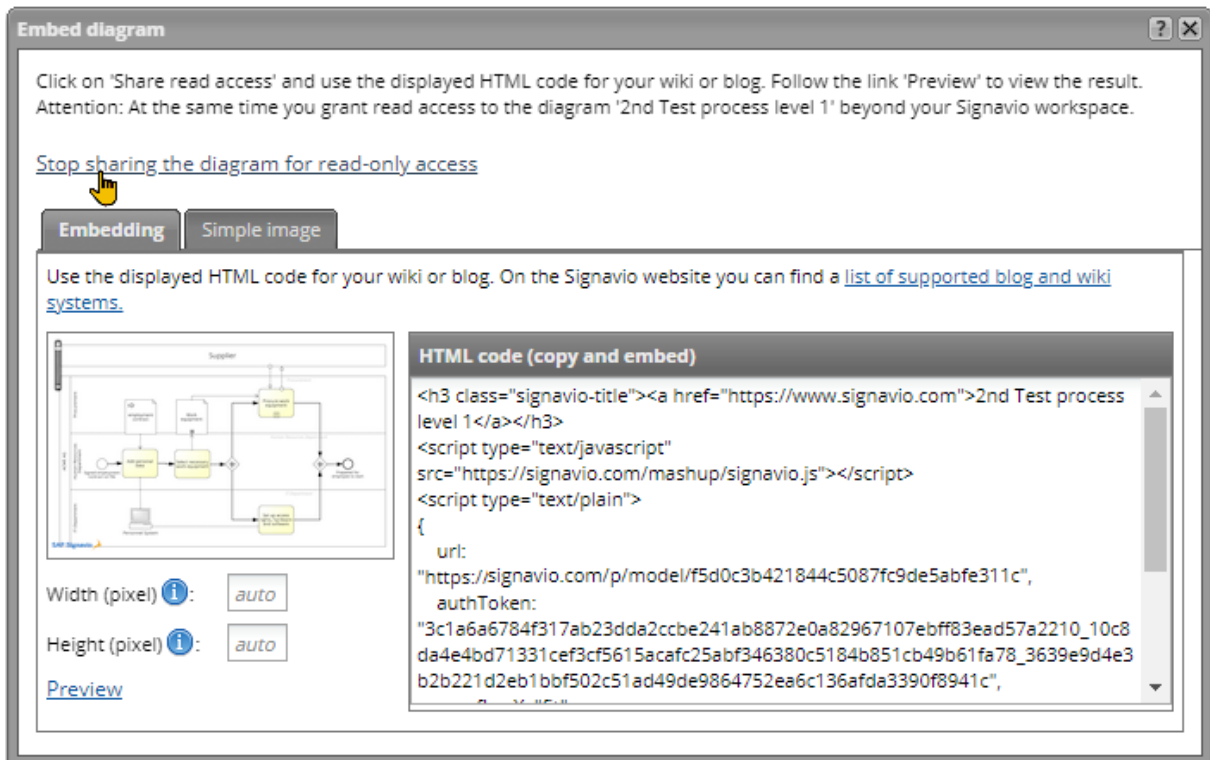 Embed diagram
?
Click on 'Share read access' and use the displayed HTML code for your wiki or blog. Follow the link 'Preview' to view the result.
Attention: At the same time you grant read access to the diagram '2nd Test process level 1' beyond your Signavio workspace.
Stop sharing the diagram for read-only access
Embedding
Simple image
Use the displayed HTML code for your wiki or blog. On the Signavio website you can find a list of supported blog and wiki
systems.
Supplier
SAP Signavio
Width (pixel) i:
auto
Height (pixel) i:
auto
Preview
HTML code (copy and embed)
<h3 class="signavio-title"><a href="https://www.signavio.com">2nd Test process
level 1</a></h3>
<script type="text/javascript"
src="https://signavio.com/mashup/signavio.js"></script>
<script type="text/plain">
{
url:
"https://signavio.com/p/model/f5d0c3b421844c5087fc9de5abfe311c",
authToken:
"3c1a6a6784f317ab23dda2ccbe241ab8872e0a82967107ebff83ead57a2210_10c8
da4e4bd71331cef3cf5615acafc25abf346380c5184b851cb49b61fa78_3639e9d4e3
b2b221d2eb1bbf502c51ad49de9864752ea6c136afda3390f8941c",